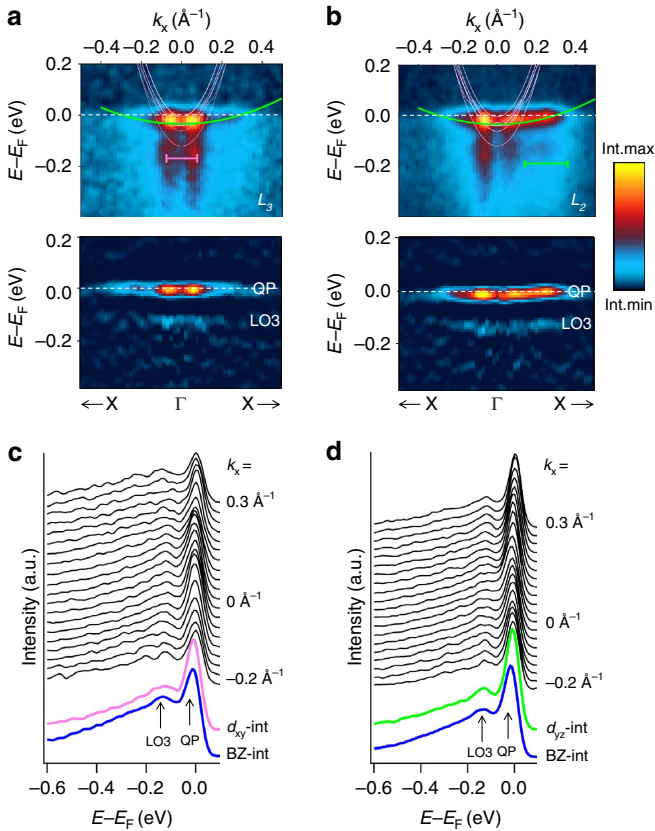 a
b
kx (Å⁻¹)
kx (Å⁻¹)
−0.4 −0.2 0.0 0.2 0.4
−0.4 −0.2 0.0 0.2 0.4
0.2
0.0
−0.2
E–EF (eV)
L3
0.2
0.0
−0.2
E–EF (eV)
L2
Int.max
Int.min
0.2
0.0
−0.2
E–EF (eV)
QP
LO3
0.2
0.0
−0.2
E–EF (eV)
QP
LO3
← X Γ X →
← X Γ X →
c
d
kx =
0.3 Å⁻¹
0 Å⁻¹
−0.2 Å⁻¹
dxy-int
BZ-int
LO3
QP
Intensity (a.u.)
−0.6 −0.4 −0.2 0.0
E–EF (eV)
kx =
0.3 Å⁻¹
0 Å⁻¹
−0.2 Å⁻¹
dyz-int
BZ-int
LO3
QP
Intensity (a.u.)
−0.6 −0.4 −0.2 0.0
E–EF (eV)